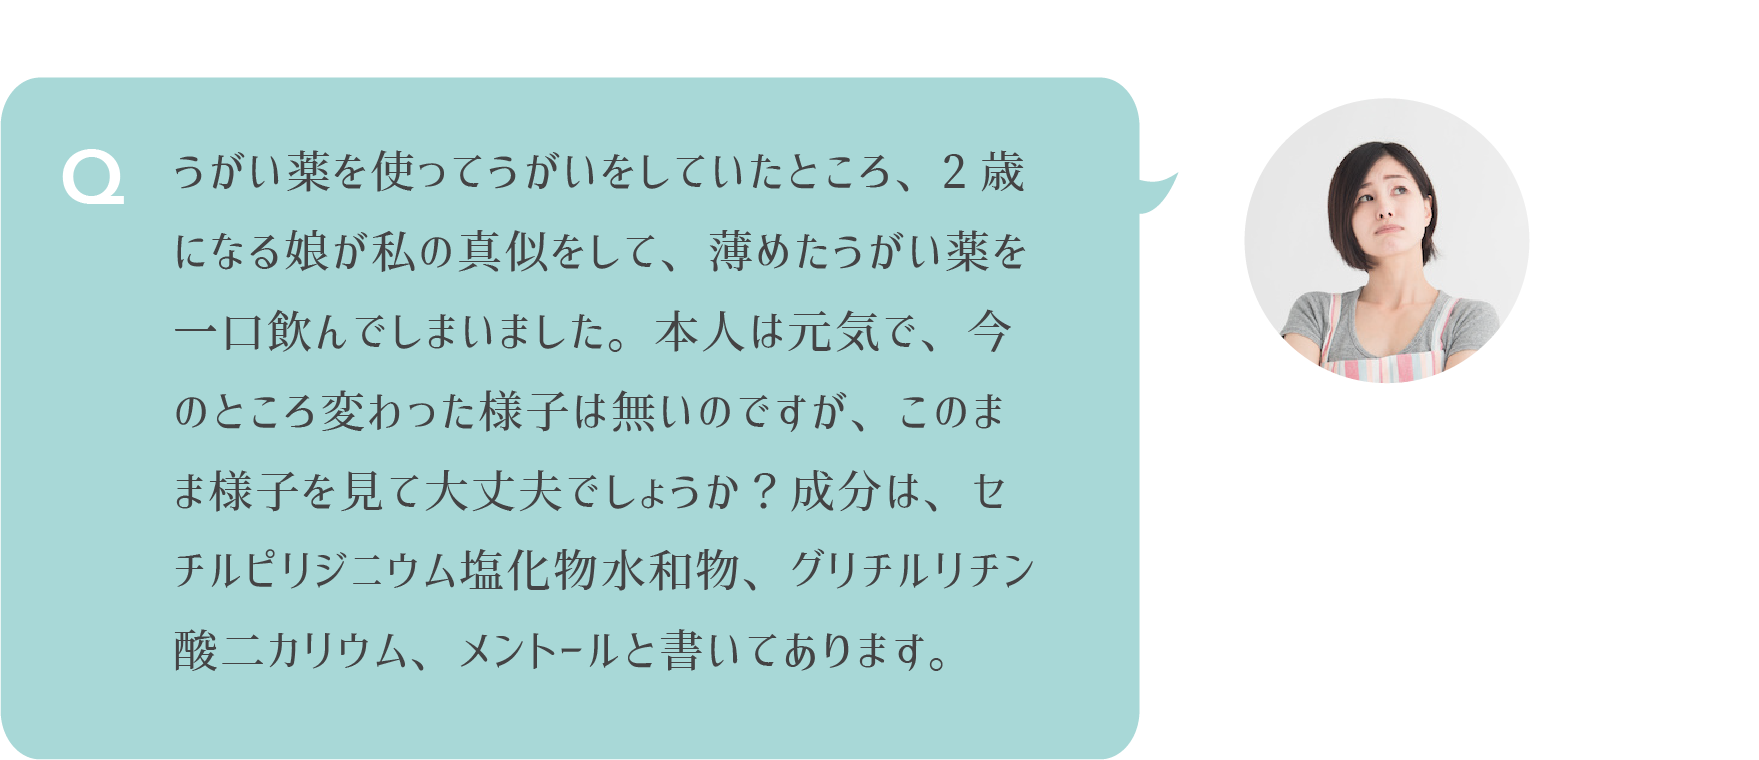 Q
うがい薬を使ってうがいをしていたところ、2 歳
になる娘が私の真似をして、薄めたうがい薬を
一口飲んでしまいました。本人は元気で、今
のところ変わった様子は無いのですが、このま
ま様子を見て大丈夫でしょうか？成分は、セ
チルピリジニウム塩化物水和物、グリチルリチン
酸二カリウム、メントールと書いてあります。